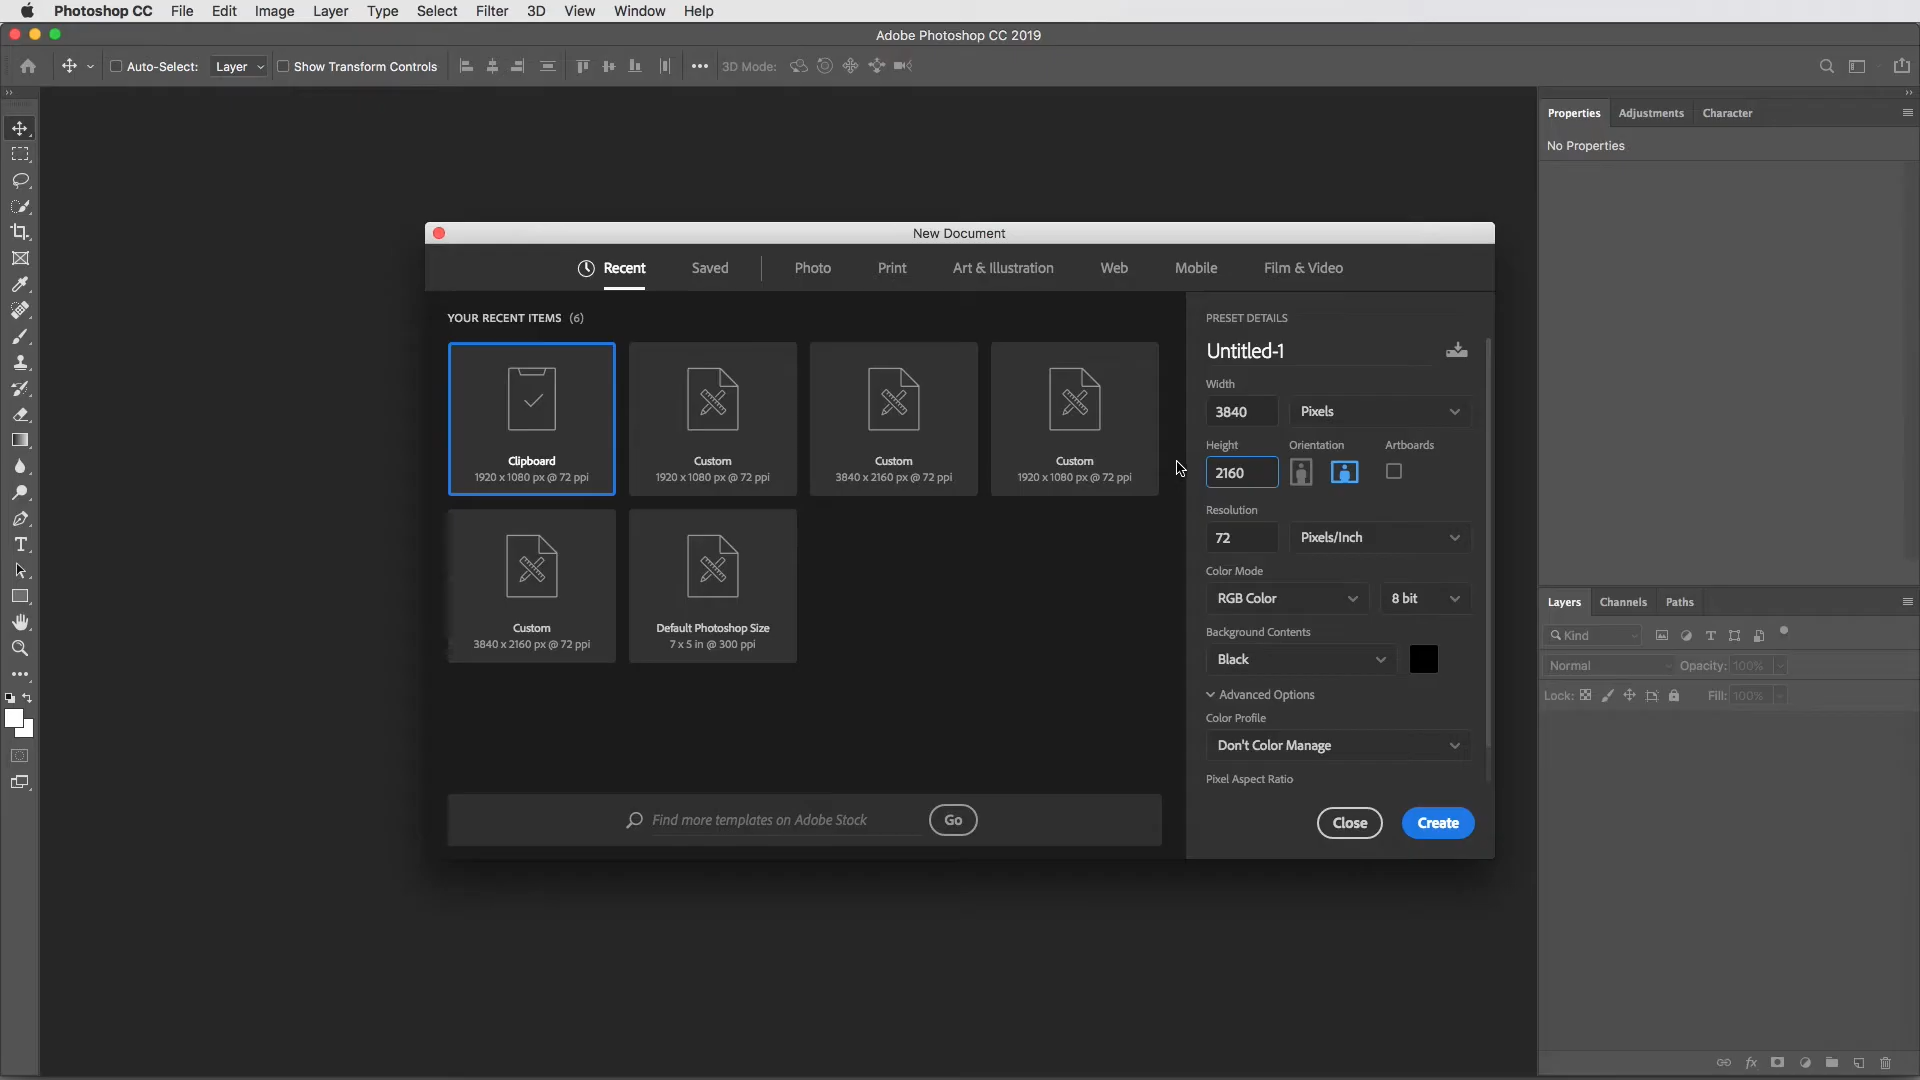 Photoshop CC File Edit Image Layer Type Select Filter 3D View Window Help
Adobe Photoshop CC 2019
Auto-Select: Layer Show Transform Controls 3D Mode:
Properties Adjustments Character
No Properties
New Document
Recent Saved Photo Print Art & Illustration Web Mobile Film & Video
YOUR RECENT ITEMS (6)
Clipboard
1920 x 1080 px @ 72 ppi
Custom
1920 x 1080 px @ 72 ppi
Custom
3840 x 2160 px @ 72 ppi
Custom
1920 x 1080 px @ 72 ppi
Custom
3840 x 2160 px @ 72 ppi
Default Photoshop Size
7 x 5 in @ 300 ppi
Find more templates on Adobe Stock Go
PRESET DETAILS
Untitled-1
Width
3840 Pixels
Height Orientation Artboards
2160
Resolution
72 Pixels/Inch
Color Mode
RGB Color 8 bit
Background Contents
Black
Advanced Options
Color Profile
Don't Color Manage
Pixel Aspect Ratio
Close Create
Layers Channels Paths
Kind
Normal Opacity: 100%
Lock: Fill: 100%
fx